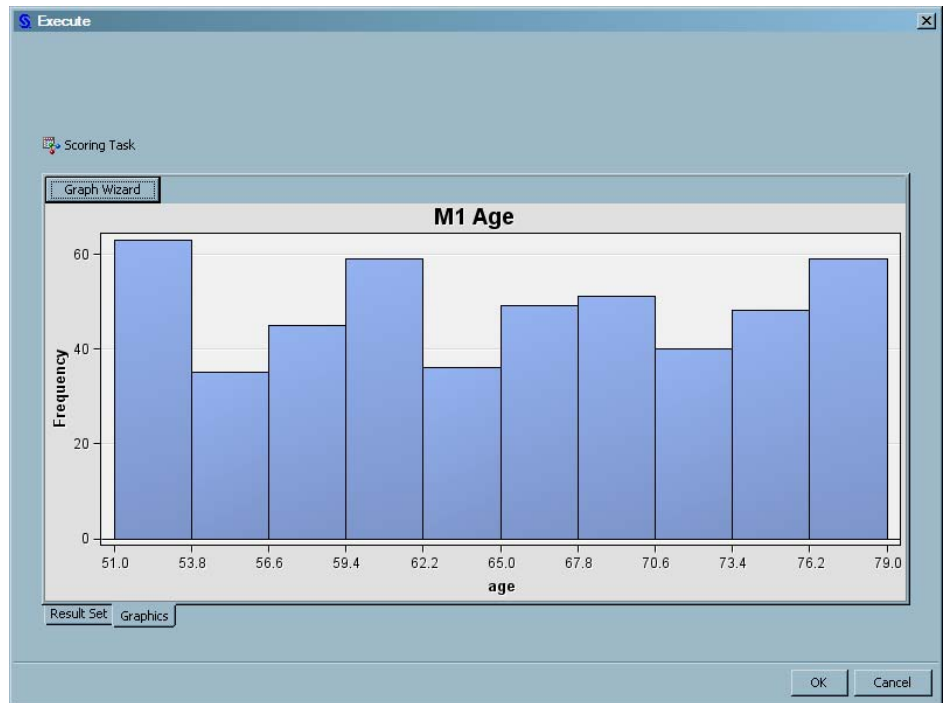 Execute
Scoring Task
Graph Wizard
M1 Age
Frequency
60
40
20
0
51.0 53.8 56.6 59.4 62.2 65.0 67.8 70.6 73.4 76.2 79.0
age
Result Set Graphics
OK Cancel